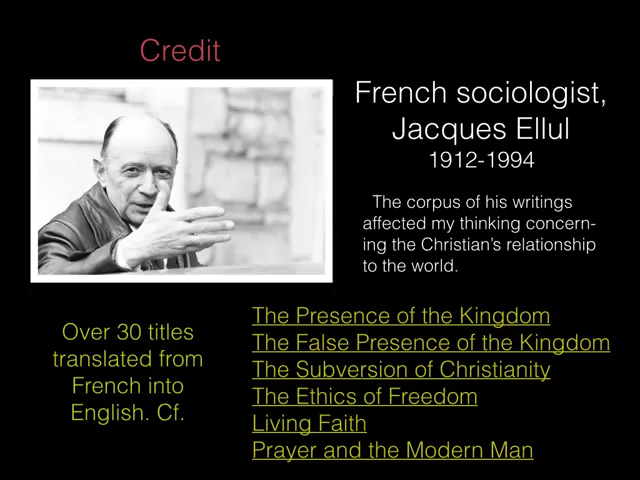 Credit
French sociologist,
Jacques Ellul
1912-1994
The corpus of his writings
affected my thinking concern-
ing the Christian's relationship
to the world.
Over 30 titles
translated from
French into
English. Cf.
The Presence of the Kingdom
The False Presence of the Kingdom
The Subversion of Christianity
The Ethics of Freedom
Living Faith
Prayer and the Modern Man